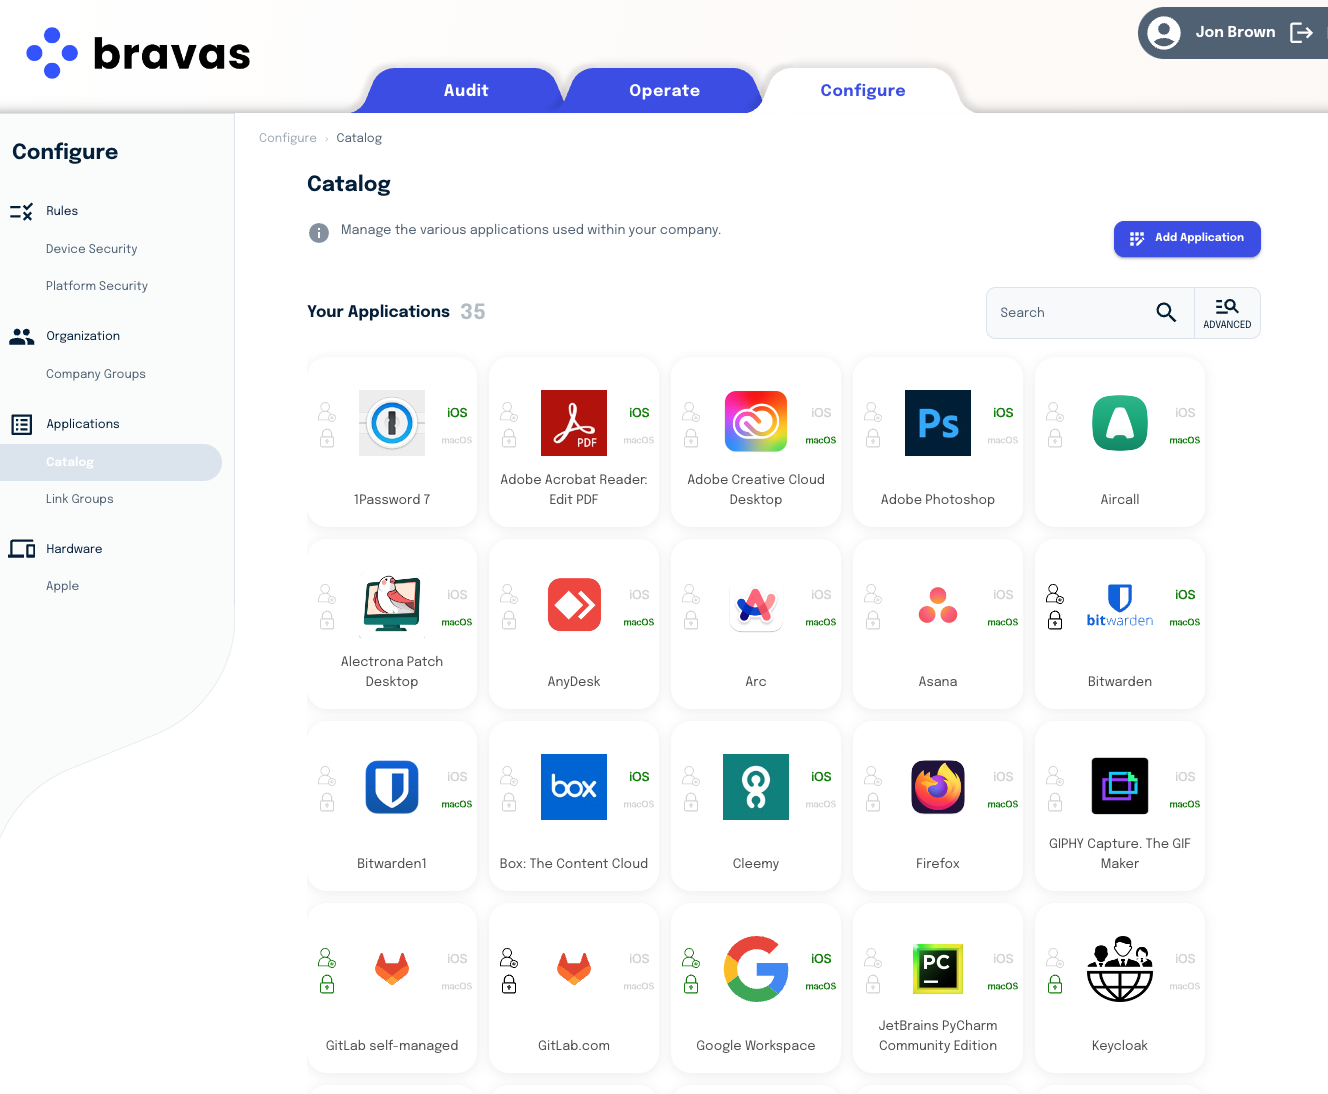 bravas
Jon Brown
Audit
Operate
Configure
Configure › Catalog
Configure
Catalog
Rules
Manage the various applications used within your company.
Add Application
Device Security
Platform Security
Your Applications 35
Search
ADVANCED
Organization
Company Groups
Applications
Catalog
Link Groups
Hardware
Apple
iOS
macOS
1Password 7
PDF
iOS
macOS
Adobe Acrobat Reader:
Edit PDF
iOS
macOS
Adobe Creative Cloud
Desktop
Ps
iOS
macOS
Adobe Photoshop
iOS
macOS
Aircall
iOS
macOS
Alectrona Patch
Desktop
iOS
macOS
AnyDesk
iOS
macOS
Arc
iOS
macOS
Asana
bitwarden
iOS
macOS
Bitwarden
iOS
macOS
Bitwarden1
box
iOS
macOS
Box: The Content Cloud
iOS
macOS
Cleemy
iOS
macOS
Firefox
iOS
macOS
GIPHY Capture. The GIF
Maker
iOS
macOS
GitLab self-managed
iOS
macOS
GitLab.com
iOS
macOS
Google Workspace
PC
iOS
macOS
JetBrains PyCharm
Community Edition
iOS
macOS
Keycloak